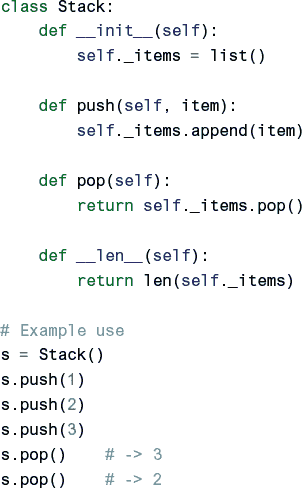 class Stack:
    def __init__(self):
        self._items = list()

    def push(self, item):
        self._items.append(item)

    def pop(self):
        return self._items.pop()

    def __len__(self):
        return len(self._items)

# Example use
s = Stack()
s.push(1)
s.push(2)
s.push(3)
s.pop()    # -> 3
s.pop()    # -> 2